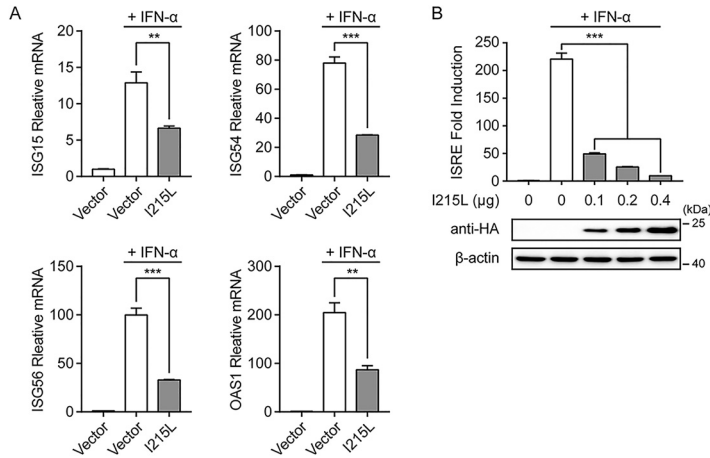 A
+ IFN-α
**
20
15
10
5
0
ISG15 Rleative mRNA
Vector
Vector
I215L
+ IFN-α
***
100
80
60
40
20
0
ISG54 Rleative mRNA
Vector
Vector
I215L
+ IFN-α
***
100
50
0
ISG56 Rleative mRNA
Vector
Vector
I215L
+ IFN-α
**
300
200
100
0
OAS1 Rleative mRNA
Vector
Vector
I215L
B
+ IFN-α
***
250
200
150
100
50
0
ISRE Fold Induction
I215L (μg) 0 0 0.1 0.2 0.4
(kDa)
anti-HA 25
β-actin 40